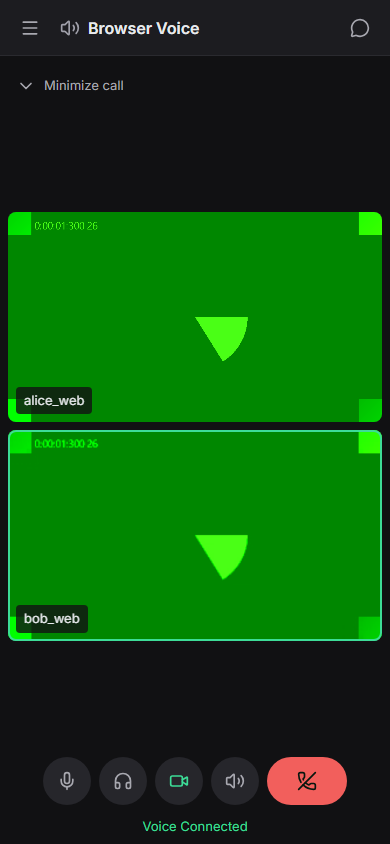 Browser Voice
Minimize call
0:00:01:300 26
alice_web
0:00:01:300 26
bob_web
Voice Connected